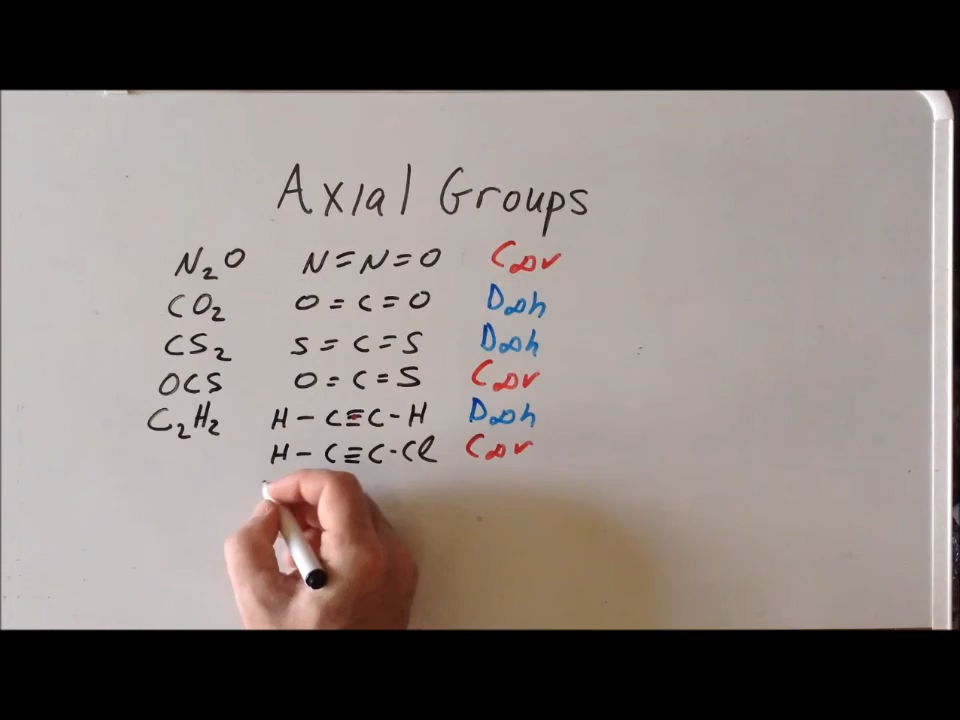 Axial Groups
N₂O N=N=O C∞v
CO₂ O=C=O D∞h
CS₂ S=C=S D∞h
OCS O=C=S C∞v
C₂H₂ H-C≡C-H D∞h
H-C≡C-Cl C∞v